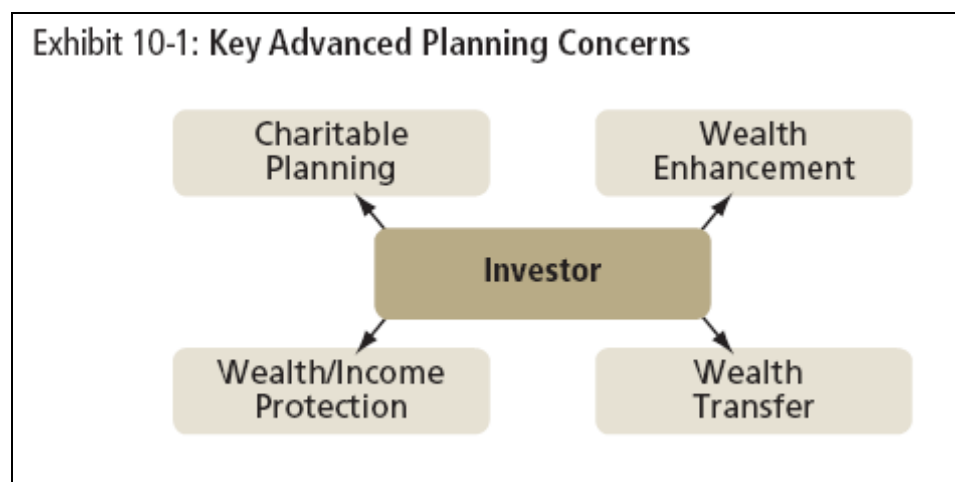 Exhibit 10-1: Key Advanced Planning Concerns
Charitable
Planning
Wealth
Enhancement
Investor
Wealth/Income
Protection
Wealth
Transfer